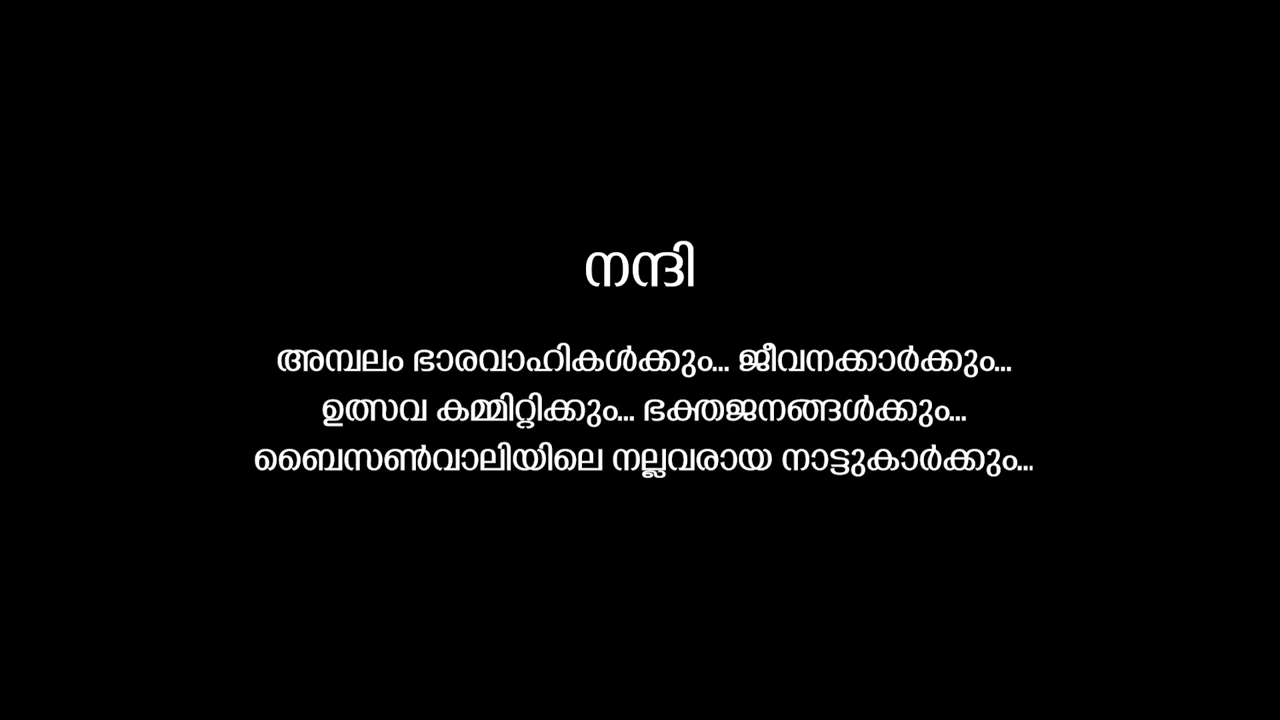 നന്ദി
അമ്പലം ഭാരവാഹികൾക്കും... ജീവനക്കാർക്കും...
ഉത്സവ കമ്മിറ്റിക്കും... ഭക്തജനങ്ങൾക്കും...
ബൈസൺവാലിയിലെ നല്ലവരായ നാട്ടുകാർക്കും...